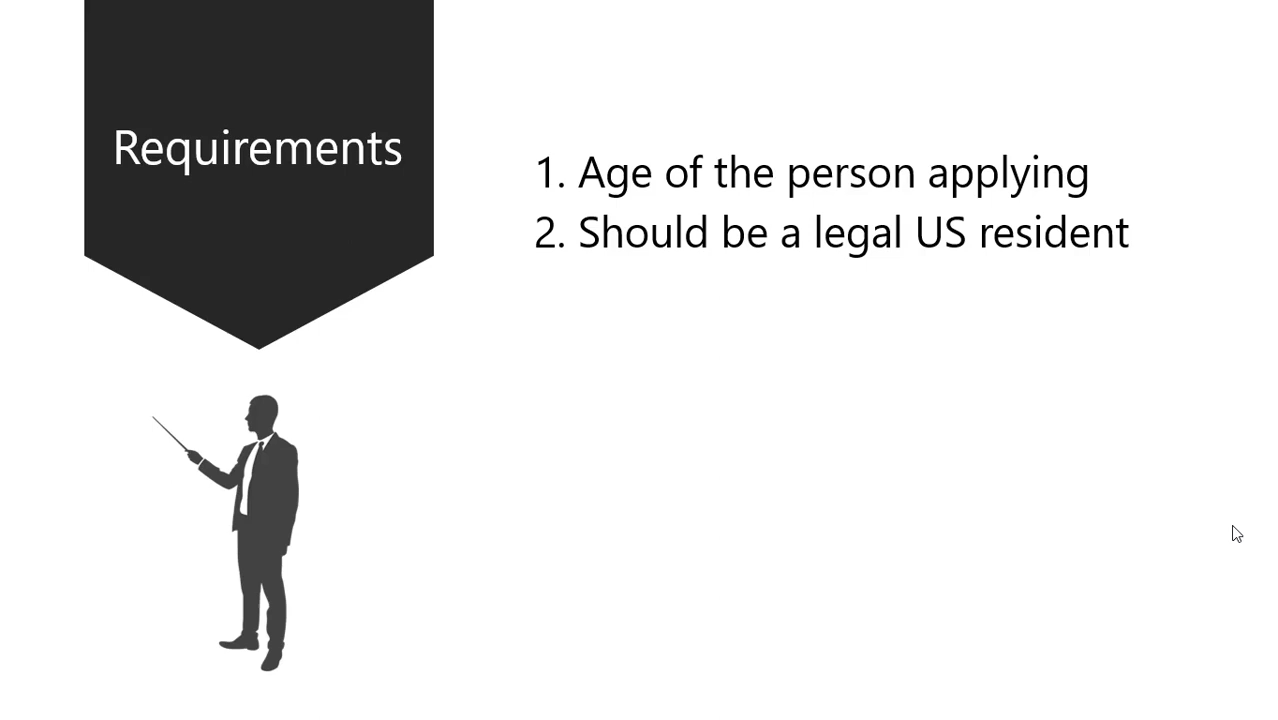 Requirements
1. Age of the person applying
2. Should be a legal US resident